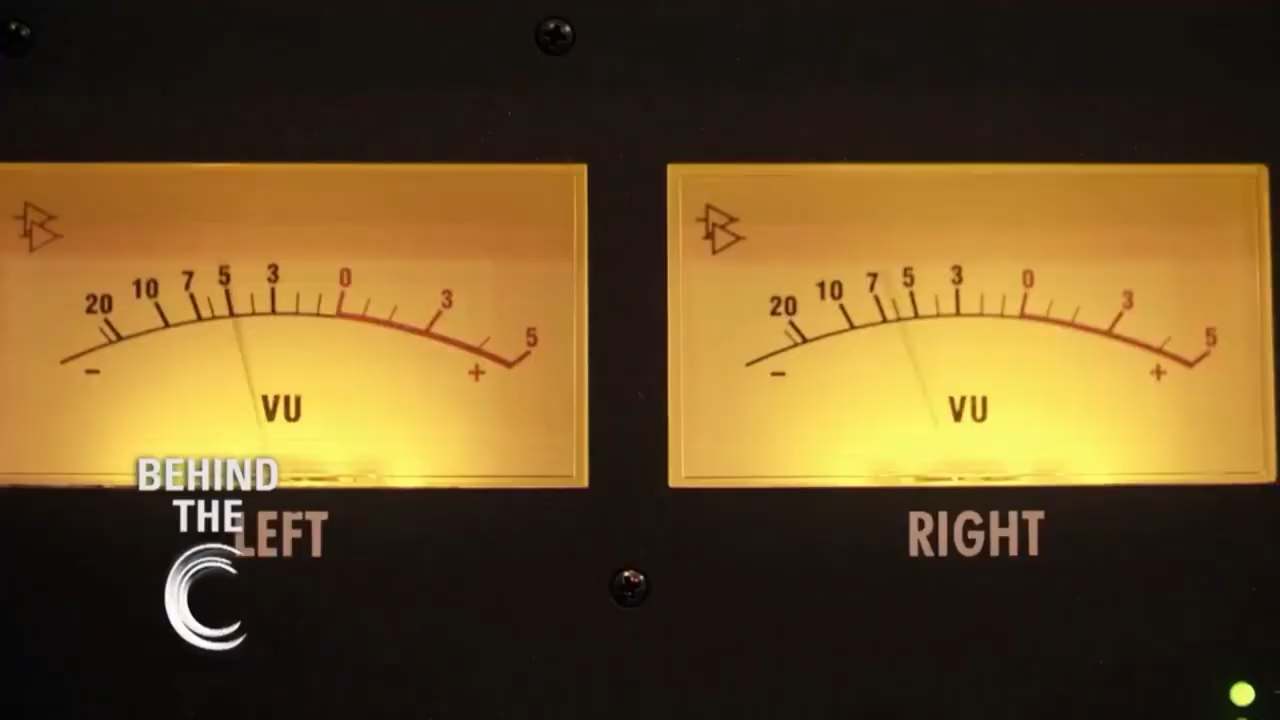 20 10 7 5 3 0 3 5
- +
VU
20 10 7 5 3 0 3 5
- +
VU
BEHIND
THE
C
LEFT
RIGHT